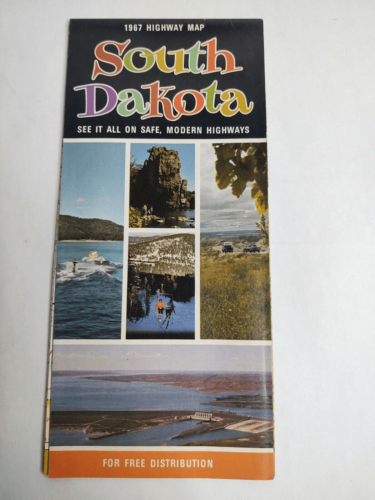 1967 HIGHWAY MAP
South
Dakota
SEE IT ALL ON SAFE, MODERN HIGHWAYS
FOR FREE DISTRIBUTION